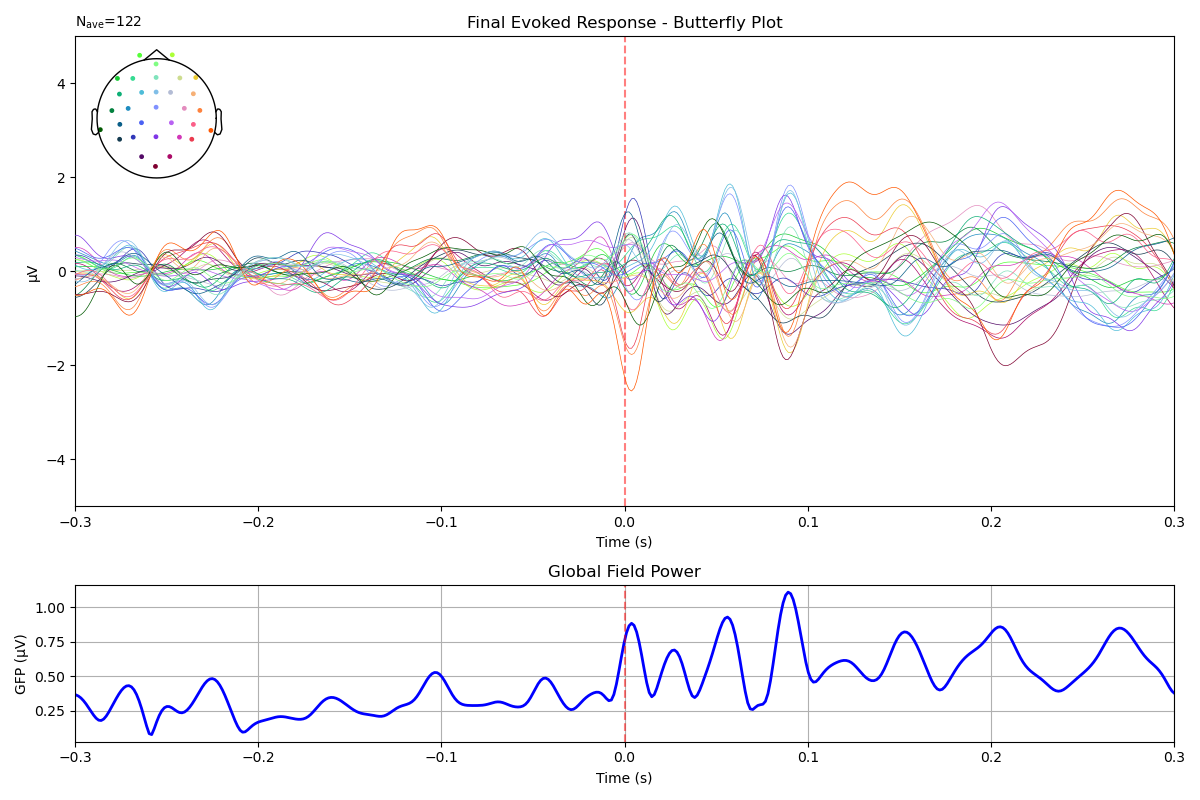 N_ave=122
Final Evoked Response - Butterfly Plot
µV
4
2
0
−2
−4
−0.3 −0.2 −0.1 0.0 0.1 0.2 0.3
Time (s)
Global Field Power
GFP (µV)
1.00
0.75
0.50
0.25
−0.3 −0.2 −0.1 0.0 0.1 0.2 0.3
Time (s)